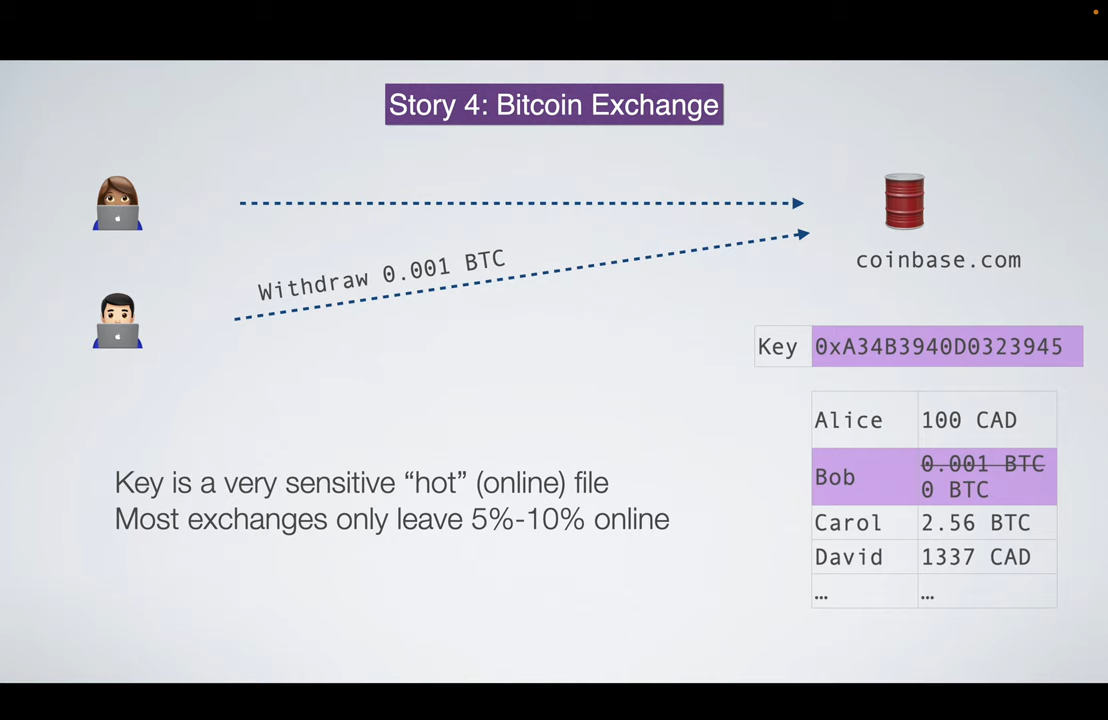 Story 4: Bitcoin Exchange
Withdraw 0.001 BTC
coinbase.com
Key 0xA34B3940D0323945
Alice 100 CAD
Bob 0.001 BTC
0 BTC
Carol 2.56 BTC
David 1337 CAD
… …
Key is a very sensitive “hot” (online) file
Most exchanges only leave 5%-10% online